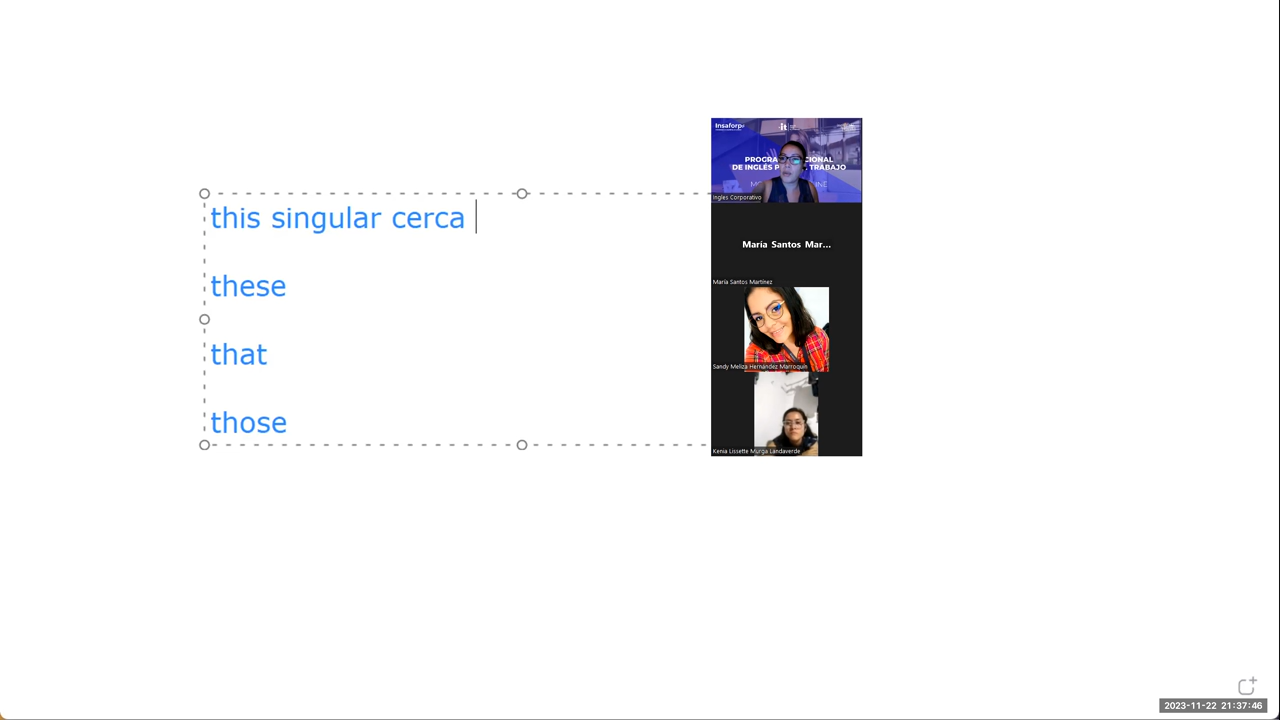 Insaforp
PROGRA CIONAL
DE INGLÉS P TRABAJO
Ingles Corporativo
this singular cerca
María Santos Mar...
María Santos Martínez
these
that
Sandy Meliza Hernández Marroquín
those
Kenia Lissette Murga Landaverde
2023-11-22 21:37:46